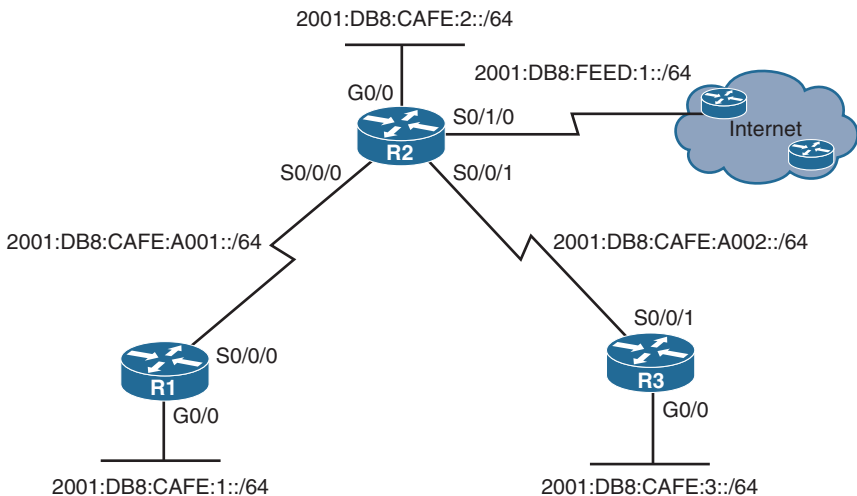 2001:DB8:CAFE:2::/64
2001:DB8:FEED:1::/64
G0/0
S0/1/0
Internet
R2
S0/0/0
S0/0/1
2001:DB8:CAFE:A001::/64
2001:DB8:CAFE:A002::/64
S0/0/1
S0/0/0
R1
R3
G0/0
G0/0
2001:DB8:CAFE:1::/64
2001:DB8:CAFE:3::/64